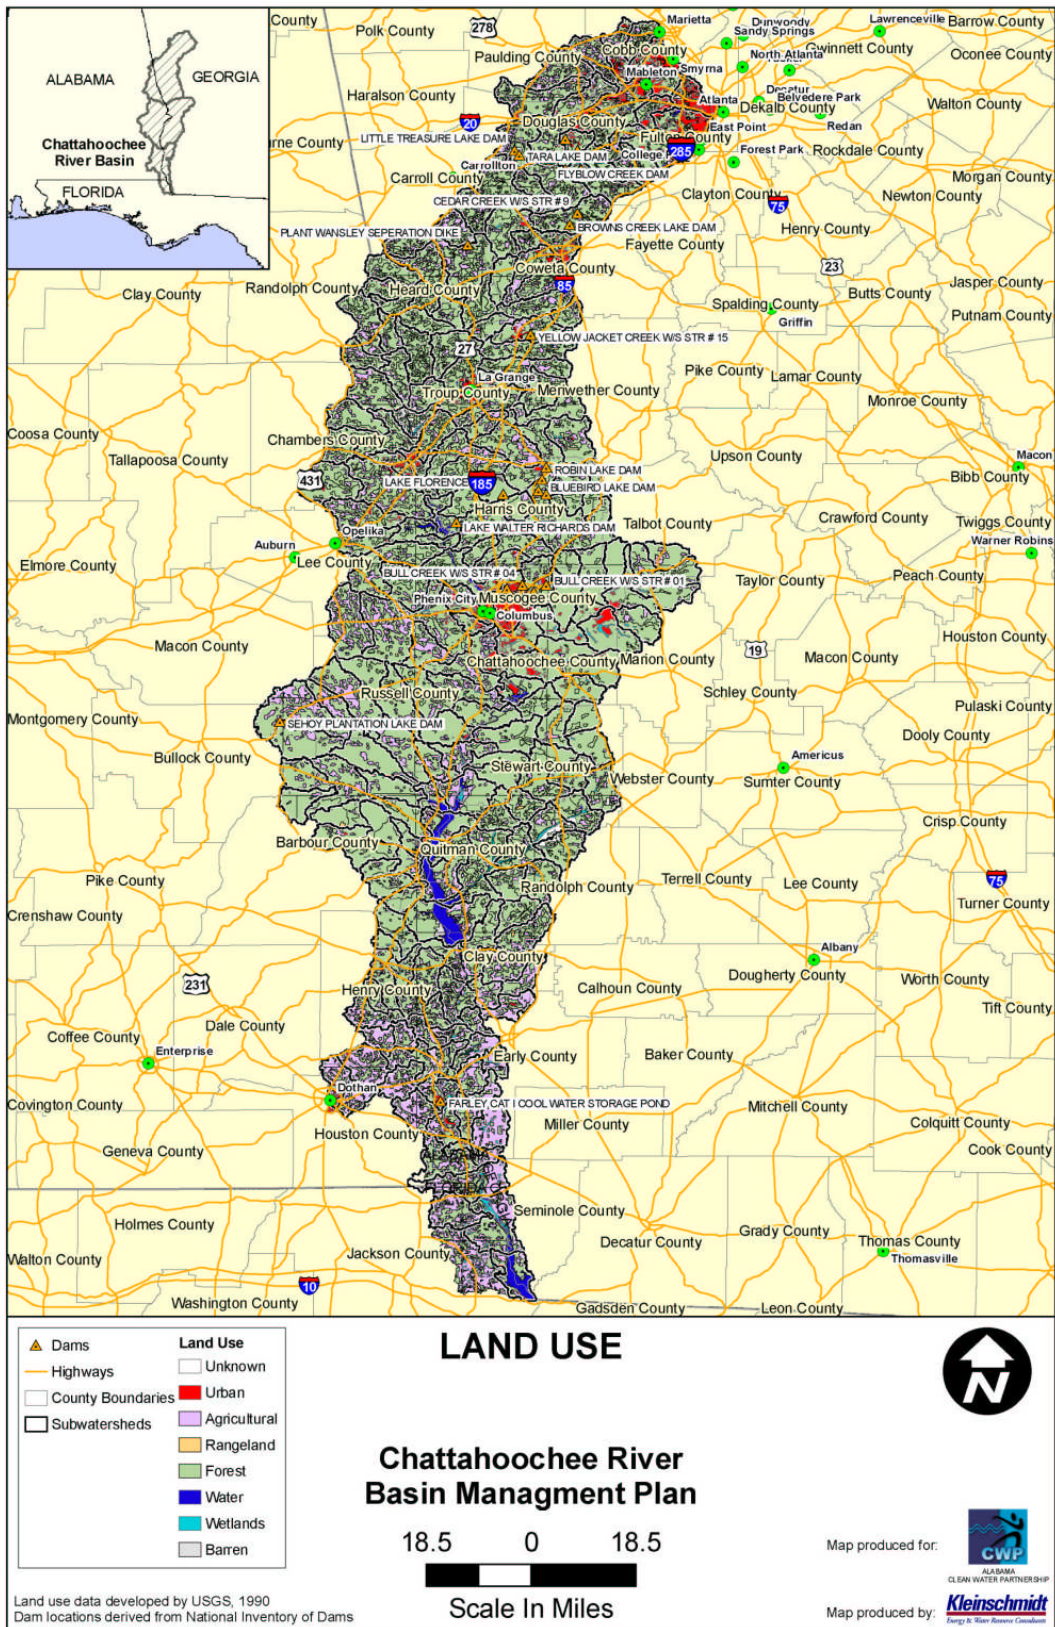 ALABAMA
GEORGIA
Chattahoochee
River Basin
FLORIDA
County
Polk County
278
Marietta
Dunwoody
Sandy Springs
Lawrenceville
Barrow County
Cobb County
Gwinnett County
Paulding County
Oconee County
North Atlanta
Smyrna
Mableton
Haralson County
Decatur
Belvedere Park
Walton County
Atlanta
Dekalb County
Douglas County
20
Redan
East Point
Fulton County
LITTLE TREASURE LAKE DAM
TARA LAKE DAM
285
Forest Park
Rockdale County
Carrollton
FLYBLOW CREEK DAM
Carroll County
Morgan County
Clayton County
Newton County
CEDAR CREEK W/S STR # 9
75
BROWNS CREEK LAKE DAM
Henry County
PLANT WANSLEY SEPERATION DIKE
Fayette County
Coweta County
23
Clay County
Randolph County
Heard County
85
Butts County
Jasper County
Spalding County
Putnam County
Griffin
YELLOW JACKET CREEK W/S STR # 15
27
La Grange
Pike County
Lamar County
Troup County
Meriwether County
Monroe County
Coosa County
Chambers County
Tallapoosa County
Upson County
Macon
ROBIN LAKE DAM
Bibb County
431
LAKE FLORENCE
185
BLUEBIRD LAKE DAM
Harris County
Crawford County
Twiggs County
LAKE WALTER RICHARDS DAM
Talbot County
Opelika
Auburn
Warner Robins
Elmore County
Lee County
BULL CREEK W/S STR # 04
BULL CREEK W/S STR # 01
Taylor County
Peach County
Phenix City
Muscogee County
Columbus
Houston County
Macon County
19
Chattahoochee County
Marion County
Macon County
Russell County
Schley County
Pulaski County
Montgomery County
SEHOY PLANTATION LAKE DAM
Dooly County
Bullock County
Americus
Stewart County
Webster County
Sumter County
Crisp County
Barbour County
Quitman County
Pike County
Randolph County
Terrell County
Lee County
75
Turner County
Crenshaw County
Albany
Clay County
Dougherty County
Worth County
231
Henry County
Calhoun County
Tift County
Dale County
Coffee County
Enterprise
Early County
Baker County
Dothan
Covington County
FARLEY CAT I COOL WATER STORAGE POND
Mitchell County
Houston County
Miller County
Colquitt County
Geneva County
Cook County
ALABAMA
Seminole County
Holmes County
Grady County
Jackson County
Decatur County
Thomas County
Walton County
Thomasville
10
Washington County
Gadsden County
Leon County
Dams
Highways
County Boundaries
Subwatersheds
Land Use
Unknown
Urban
Agricultural
Rangeland
Forest
Water
Wetlands
Barren
LAND USE
N
Chattahoochee River
Basin Managment Plan
18.5 0 18.5
Scale In Miles
Map produced for:
CWP
ALABAMA
CLEAN WATER PARTNERSHIP
Map produced by:
Kleinschmidt
Energy & Water Resource Consultants
Land use data developed by USGS, 1990
Dam locations derived from National Inventory of Dams